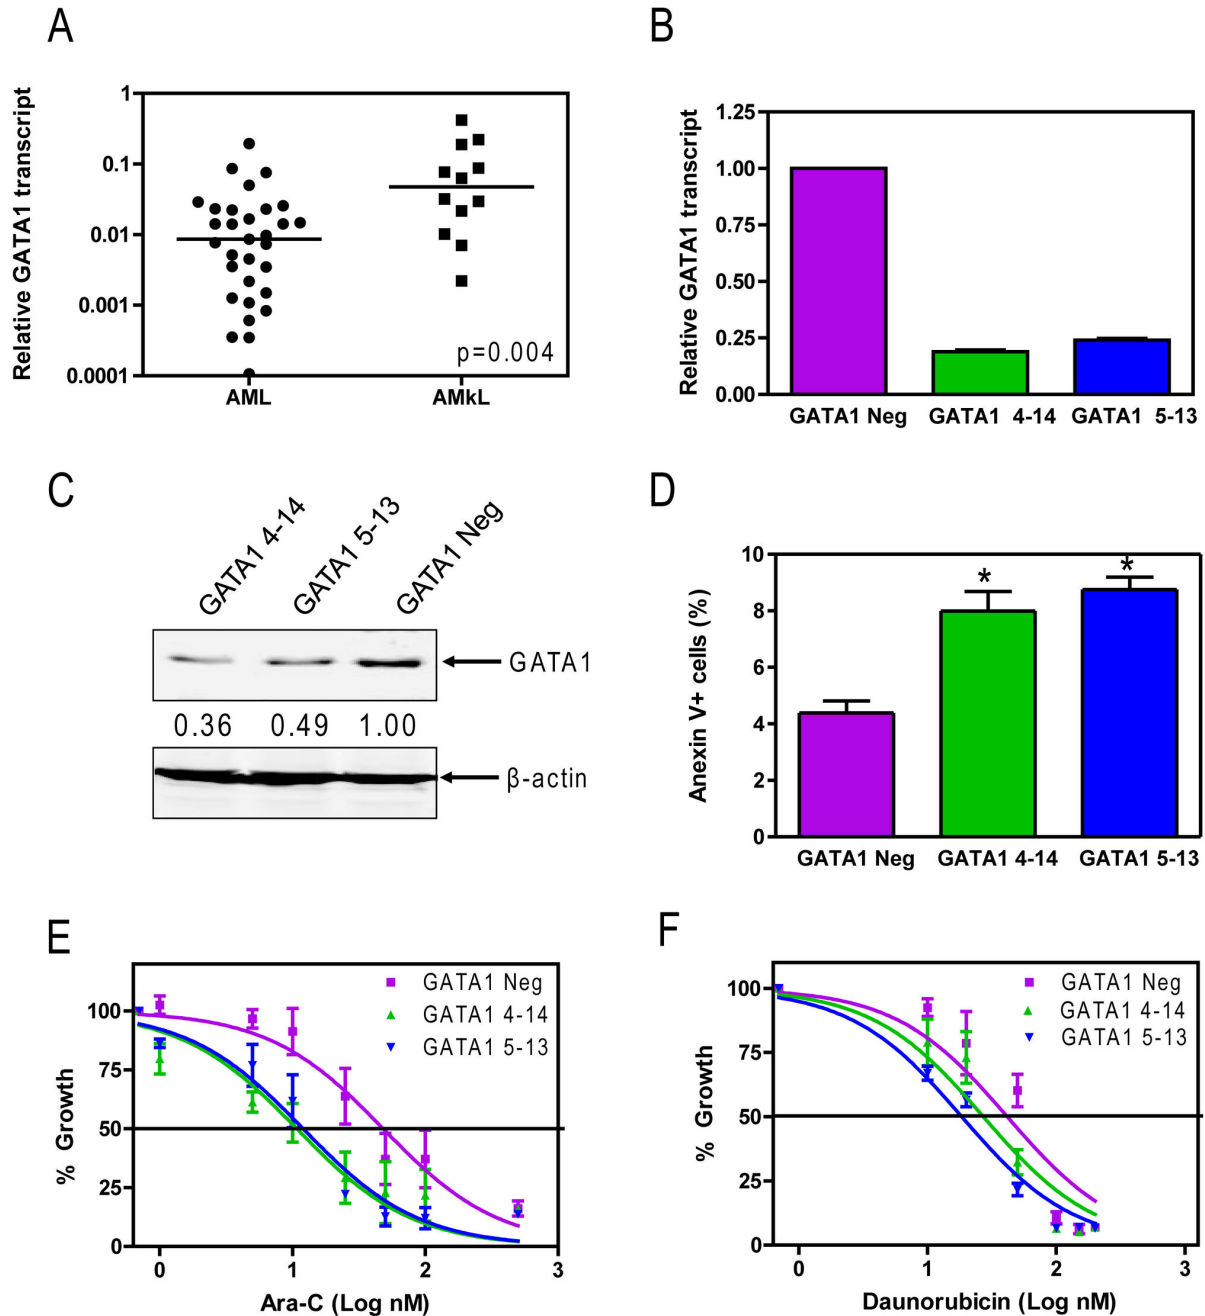 A
Relative GATA1 transcript
1
0.1
0.01
0.001
0.0001
p=0.004
AML AMkL
B
Relative GATA1 transcript
1.25
1.00
0.75
0.50
0.25
0.00
GATA1 Neg GATA1 4-14 GATA1 5-13
C
GATA1 4-14
GATA1 5-13
GATA1 Neg
GATA1
0.36 0.49 1.00
β-actin
D
Anexin V+ cells (%)
10
8
6
4
2
0
* *
GATA1 Neg GATA1 4-14 GATA1 5-13
E
% Growth
100
75
50
25
0
GATA1 Neg
GATA1 4-14
GATA1 5-13
0 1 2 3
Ara-C (Log nM)
F
% Growth
100
75
50
25
0
GATA1 Neg
GATA1 4-14
GATA1 5-13
0 1 2 3
Daunorubicin (Log nM)